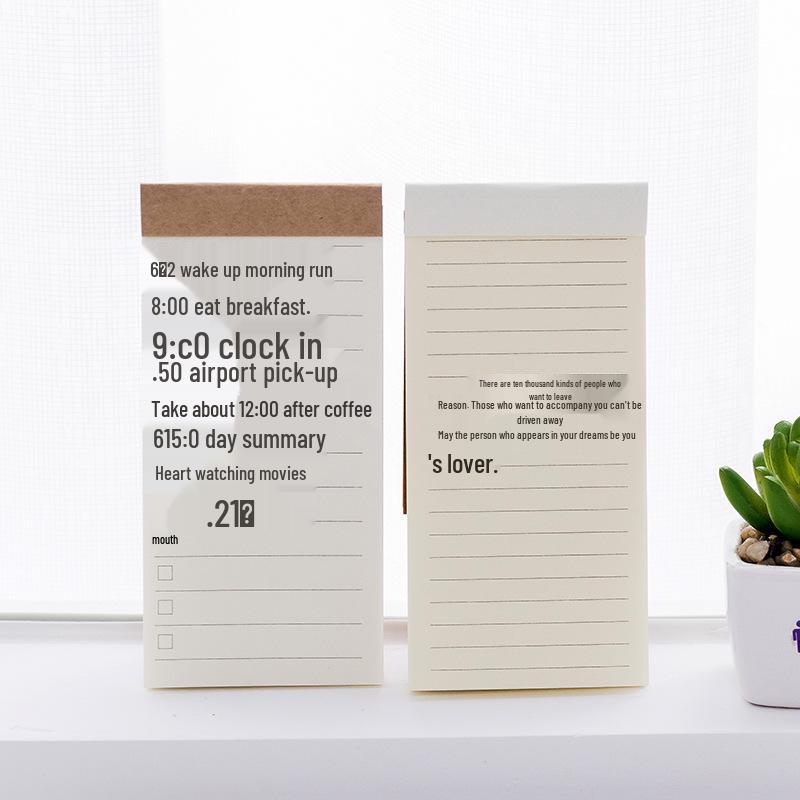 6:22 wake up morning run
8:00 eat breakfast.
9:c0 clock in
.50 airport pick-up
Take about 12:00 after coffee
615:0 day summary
Heart watching movies
.21
mouth
There are ten thousand kinds of people who
want to leave
Reason. Those who want to accompany you can't be
driven away
May the person who appears in your dreams be you
's lover.